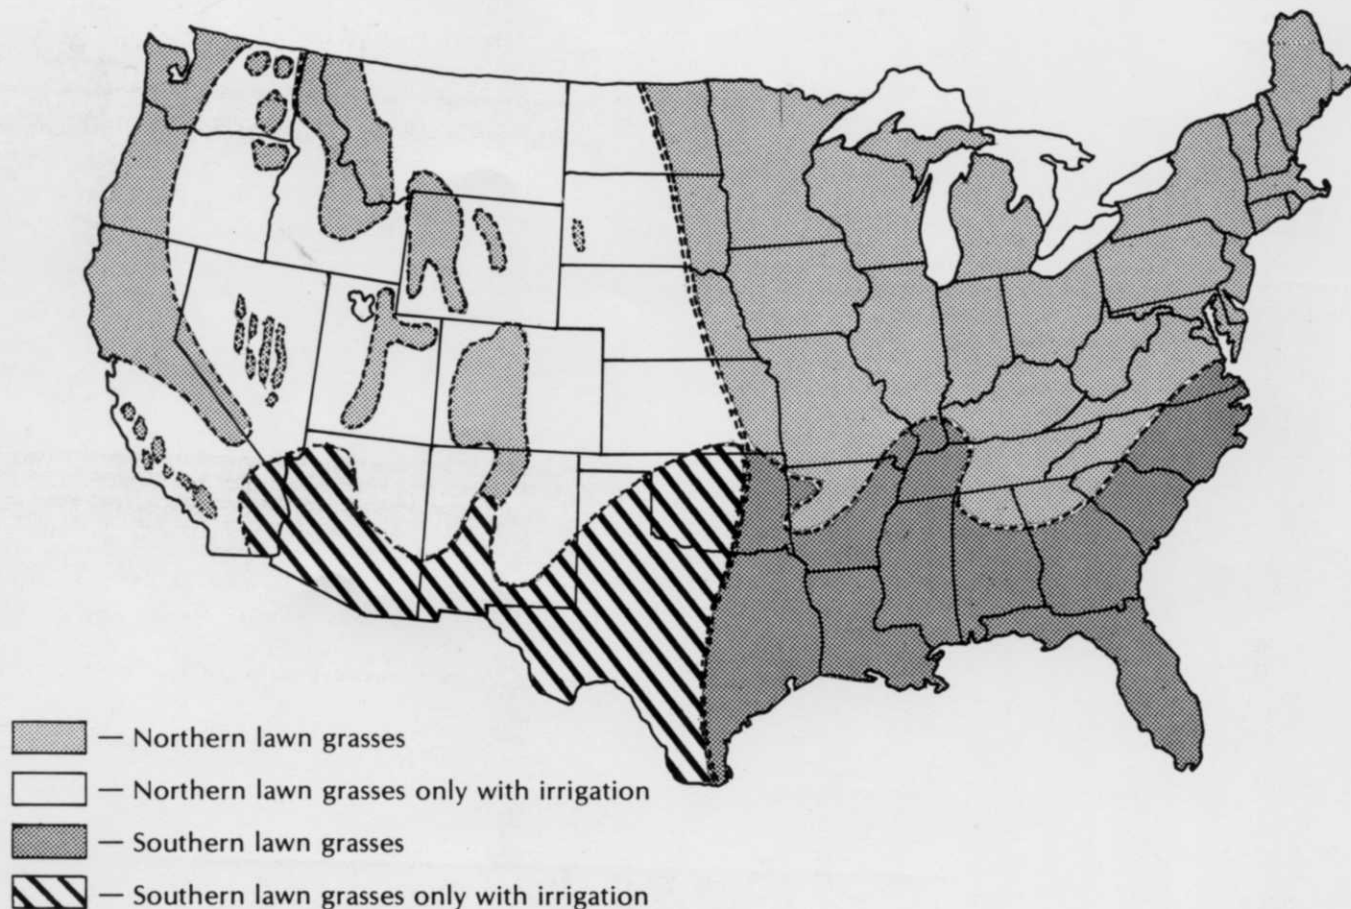 — Northern lawn grasses
— Northern lawn grasses only with irrigation
— Southern lawn grasses
— Southern lawn grasses only with irrigation